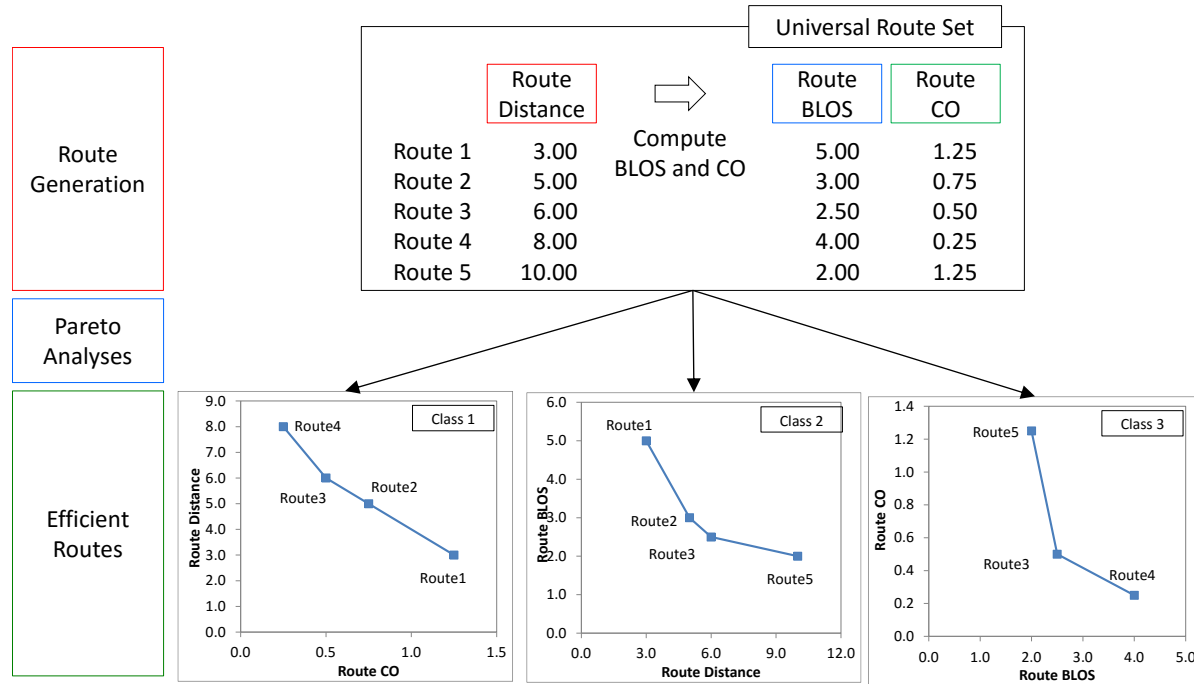 Universal Route Set
Route
Distance
Route
BLOS
Route
CO
Compute
BLOS and CO
Route 1 3.00 5.00 1.25
Route 2 5.00 3.00 0.75
Route 3 6.00 2.50 0.50
Route 4 8.00 4.00 0.25
Route 5 10.00 2.00 1.25
Route
Generation
Pareto
Analyses
Efficient
Routes
Class 1
9.0
8.0
7.0
6.0
5.0
4.0
3.0
2.0
1.0
0.0
Route Distance
Route4
Route3
Route2
Route1
0.0 0.5 1.0 1.5
Route CO
Class 2
6.0
5.0
4.0
3.0
2.0
1.0
0.0
Route BLOS
Route1
Route2
Route3
Route5
0.0 3.0 6.0 9.0 12.0
Route Distance
Class 3
1.4
1.2
1.0
0.8
0.6
0.4
0.2
0.0
Route CO
Route5
Route3
Route4
0.0 1.0 2.0 3.0 4.0 5.0
Route BLOS